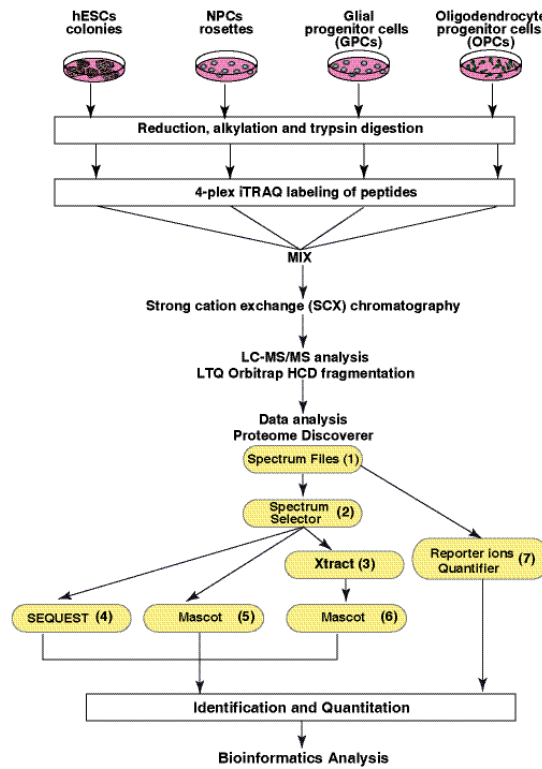 hESCs
colonies
NPCs
rosettes
Glial
progenitor cells
(GPCs)
Oligodendrocyte
progenitor cells
(OPCs)
Reduction, alkylation and trypsin digestion
4-plex iTRAQ labeling of peptides
MIX
Strong cation exchange (SCX) chromatography
LC-MS/MS analysis
LTQ Orbitrap HCD fragmentation
Data analysis
Proteome Discoverer
Spectrum Files (1)
Spectrum
Selector (2)
Xtract (3)
Reporter ions
Quantifier (7)
SEQUEST (4)
Mascot (5)
Mascot (6)
Identification and Quantitation
Bioinformatics Analysis